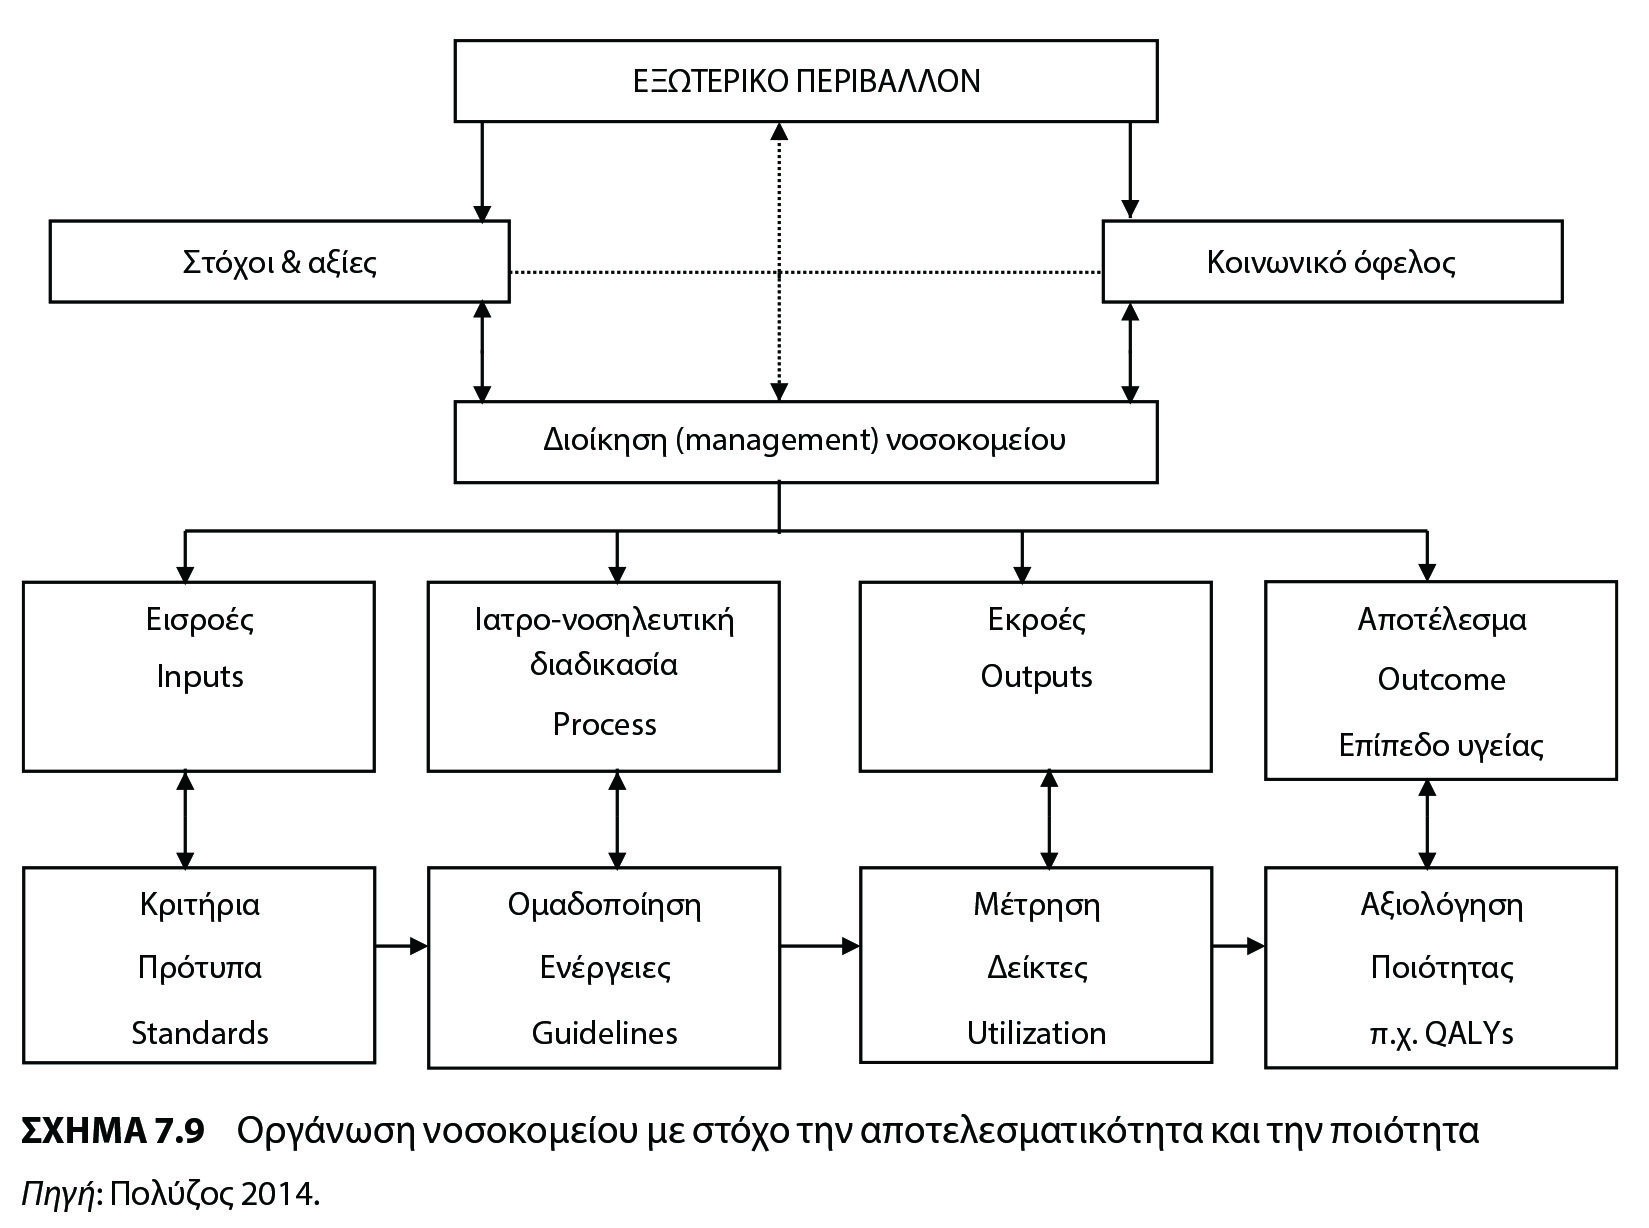 ΕΞΩΤΕΡΙΚΟ ΠΕΡΙΒΑΛΛΟΝ
Στόχοι & αξίες
Κοινωνικό όφελος
Διοίκηση (management) νοσοκομείου
Εισροές
Inputs
Ιατρο-νοσηλευτική
διαδικασία
Process
Εκροές
Outputs
Αποτέλεσμα
Outcome
Επίπεδο υγείας
Κριτήρια
Πρότυπα
Standards
Ομαδοποίηση
Ενέργειες
Guidelines
Μέτρηση
Δείκτες
Utilization
Αξιολόγηση
Ποιότητας
π.χ. QALYs
ΣΧΗΜΑ 7.9 Οργάνωση νοσοκομείου με στόχο την αποτελεσματικότητα και την ποιότητα
Πηγή: Πολύζος 2014.